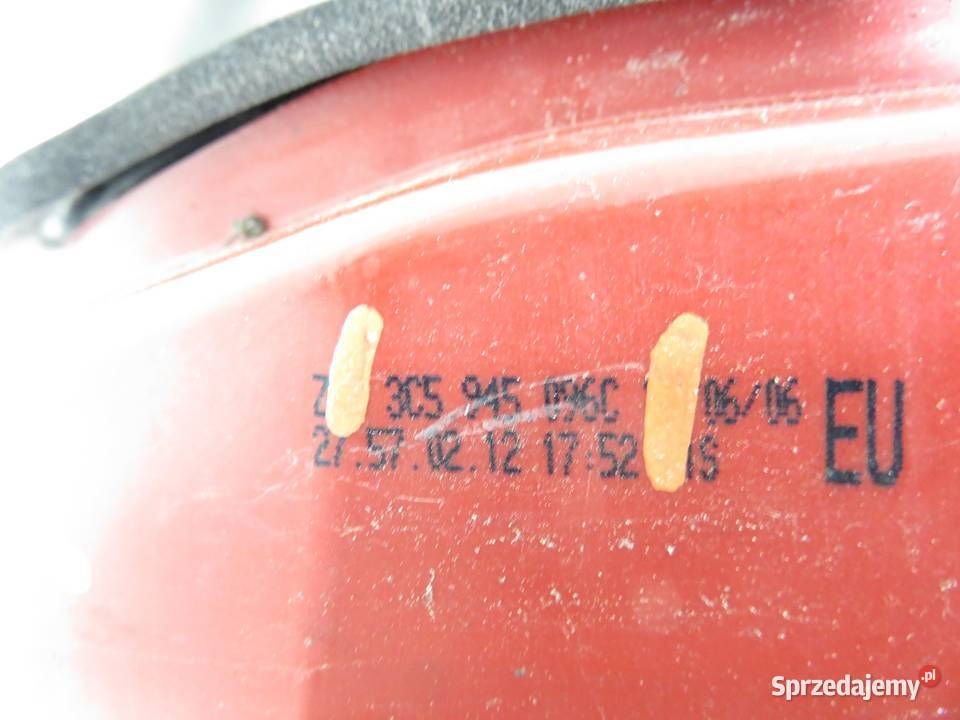 3C5 945 096C 06/06
27.57.02.12 17:52 EU
Sprzedajemy.pl